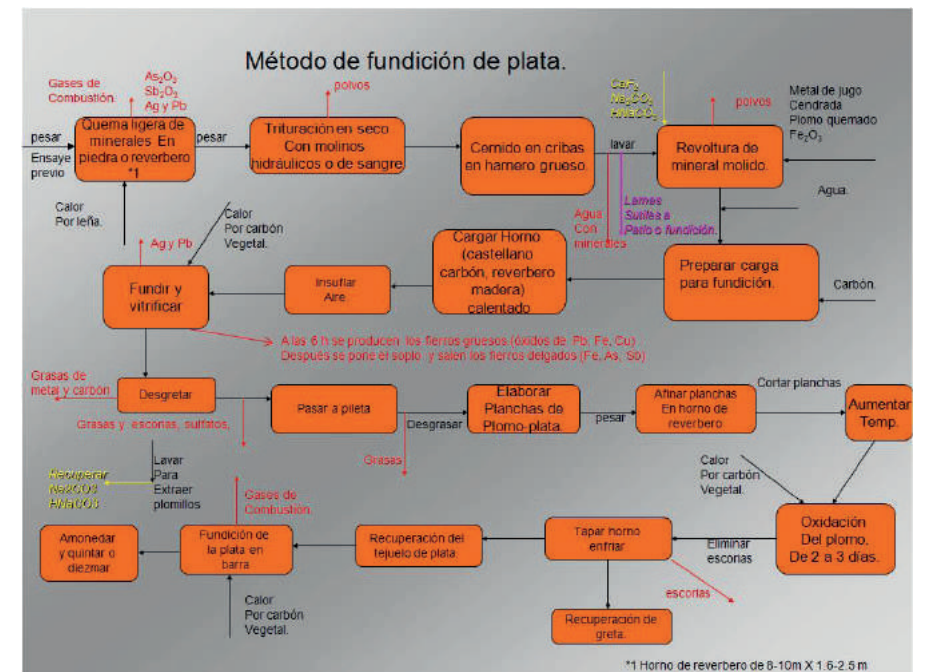 Método de fundición de plata.
Gases de
Combustión.
As2O3
Sb2O3
Ag y Pb
polvos
CaF2
Na2CO3
HNaCO3
polvos
Metal de jugo
Cendrada
Plomo quemado
Fe2O3
pesar
Ensaye
previo
Quema ligera de
minerales En
piedra o reverbero
*1
pesar
Trituración en seco
Con molinos
hidráulicos o de sangre
Cernido en cribas
en harnero grueso.
lavar
Revoltura de
mineral molido.
Calor
Por leña.
Calor
Por carbón
Vegetal.
Agua
Con
minerales
Lamas
Sutiles a
Patio o fundición.
Agua.
Ag y Pb
Fundir y
vitrificar
Insuflar
Aire
Cargar Horno
(castellano
carbón, reverbero
madera)
calentado
Preparar carga
para fundición.
Carbón.
A las 6 h se producen los fierros gruesos (óxidos de Pb, Fe, Cu)
Después se pone el soplo y salen los fierros delgados (Fe, As, Sb)
Grasas de
metal y carbón
Desgretar
Grasas y escorias, sulfatos,
Pasar a pileta
Desgrasar
Grasas
Elaborar
Planchas de
Plomo-plata.
pesar
Afinar planchas
En horno de
reverbero
Cortar planchas
Aumentar
Temp.
Lavar
Para
Extraer
plomillos
Recuperar
Na2CO3
HNaCO3
Gases de
Combustión.
Calor
Por carbón
Vegetal.
Amonedar
y quintar o
diezmar
Fundición de
la plata en
barra
Recuperación del
tejuelo de plata.
Tapar horno
enfriar
Eliminar
escorias
Oxidación
Del plomo.
De 2 a 3 días.
escorias
Calor
Por carbón
Vegetal.
Recuperación de
greta.
*1 Horno de reverbero de 8-10m X 1.6-2.5 m